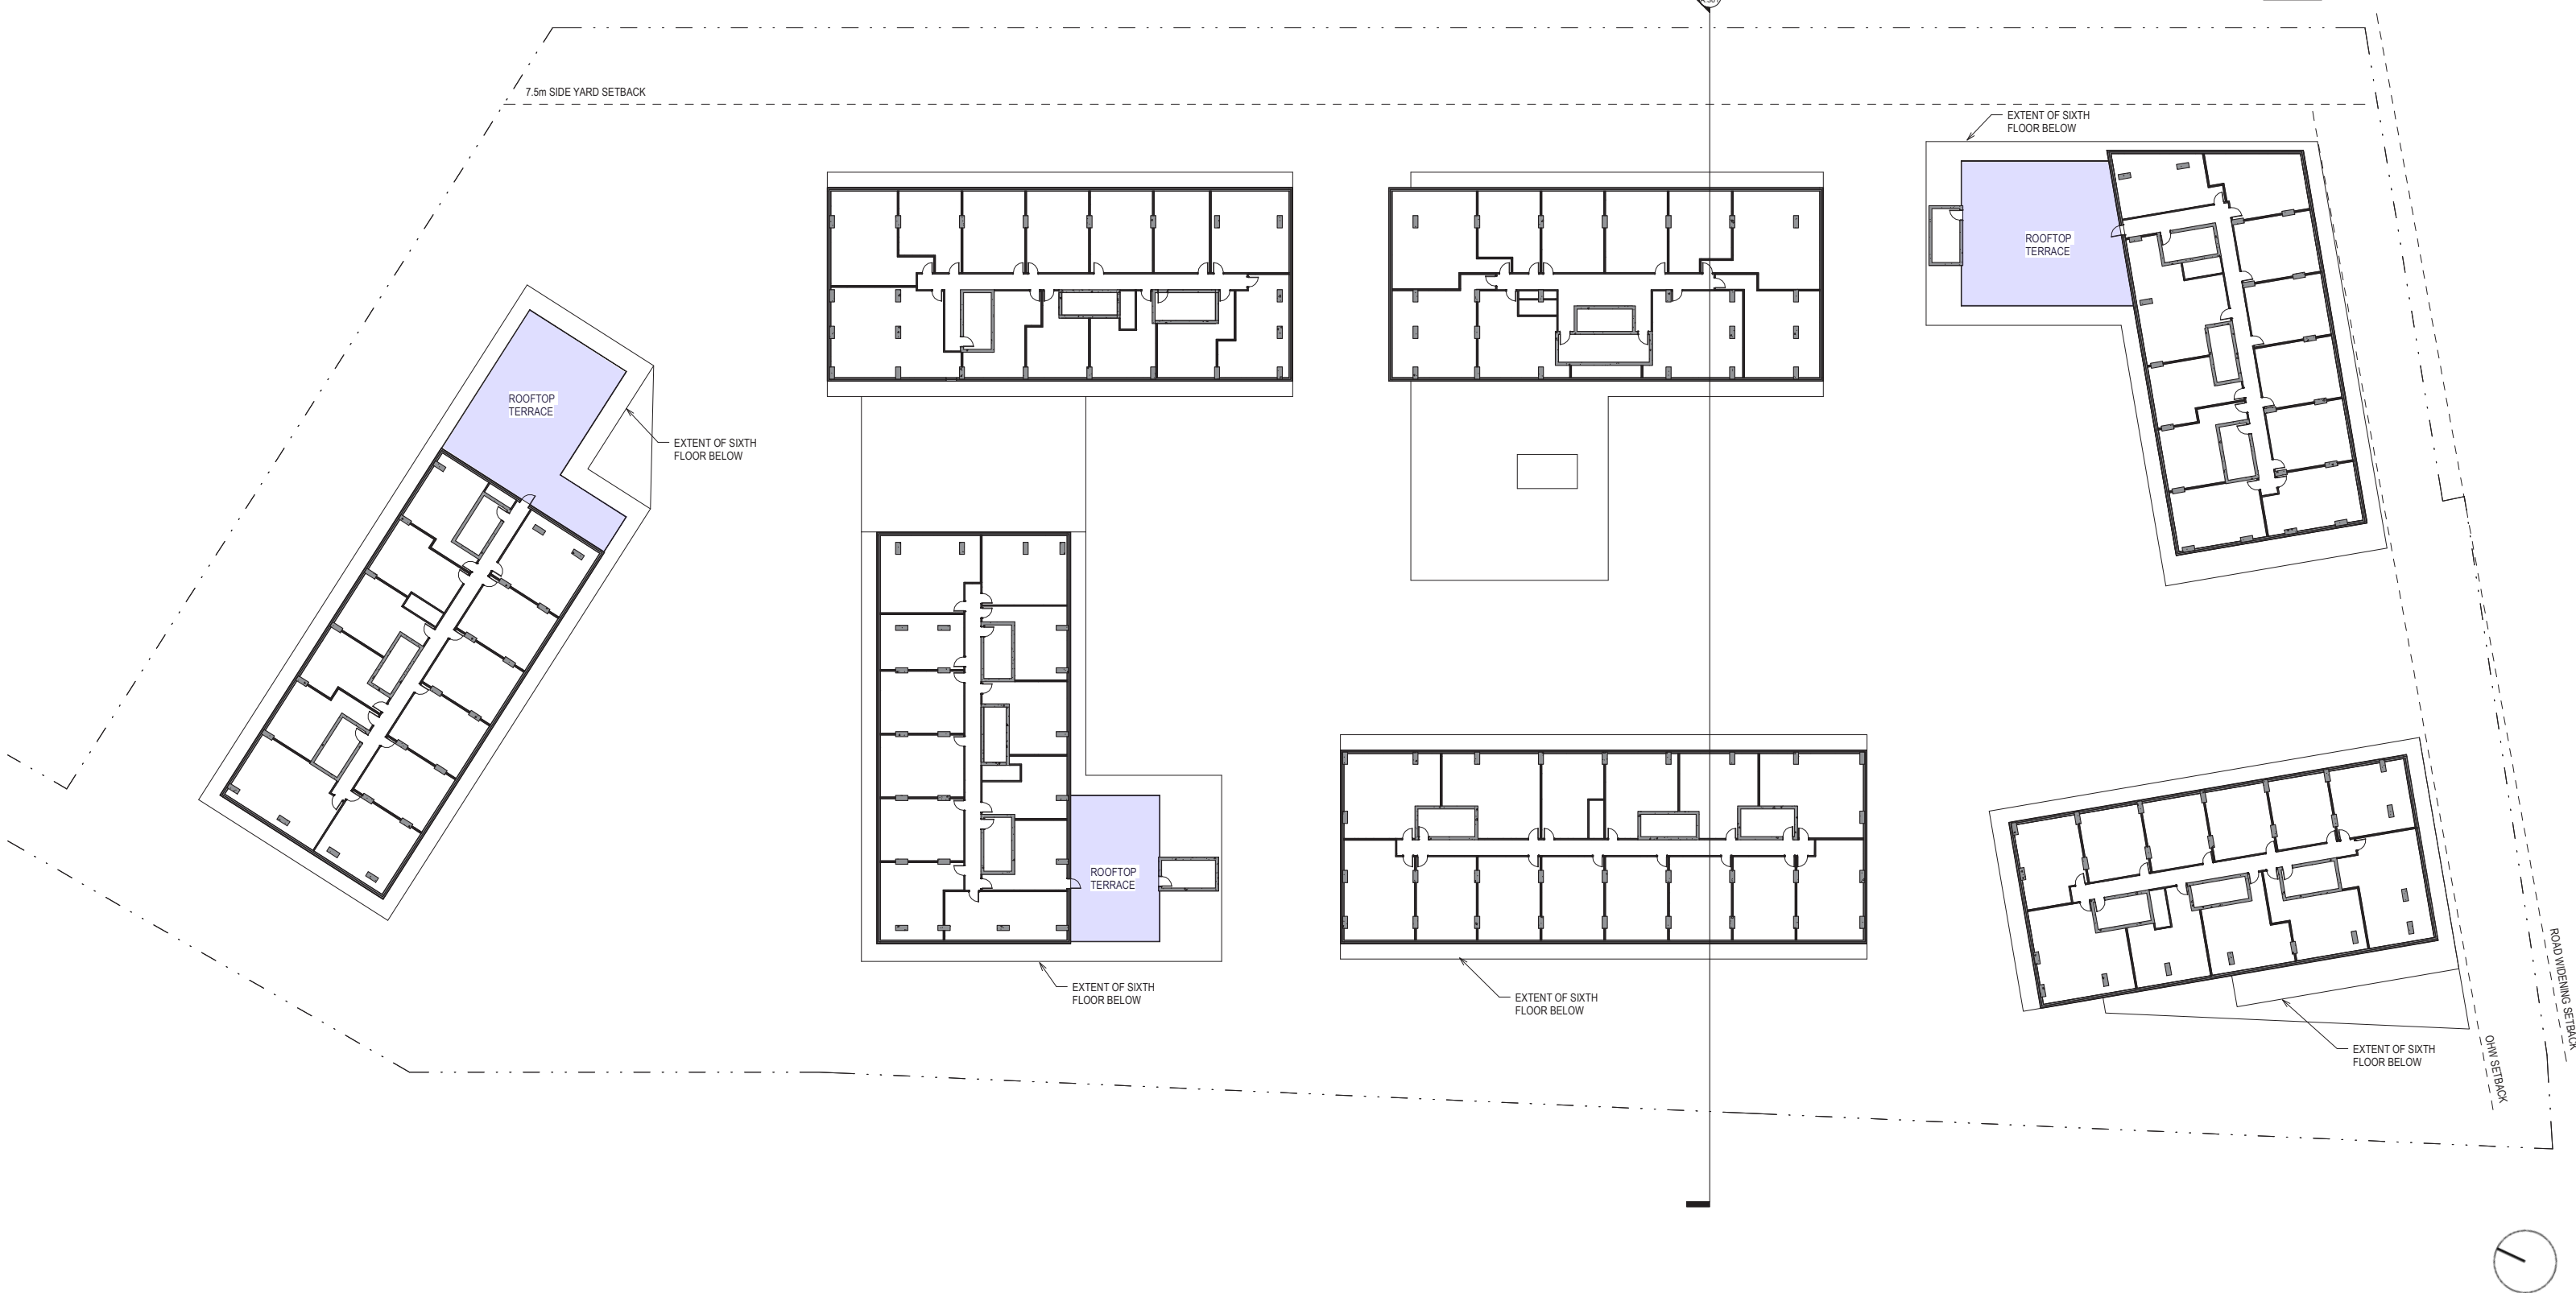 7.5m SIDE YARD SETBACK
EXTENT OF SIXTH
FLOOR BELOW
ROOFTOP
TERRACE
ROOFTOP
TERRACE
EXTENT OF SIXTH
FLOOR BELOW
ROOFTOP
TERRACE
EXTENT OF SIXTH
FLOOR BELOW
EXTENT OF SIXTH
FLOOR BELOW
EXTENT OF SIXTH
FLOOR BELOW
ROAD WIDENING SETBACK
OHW SETBACK